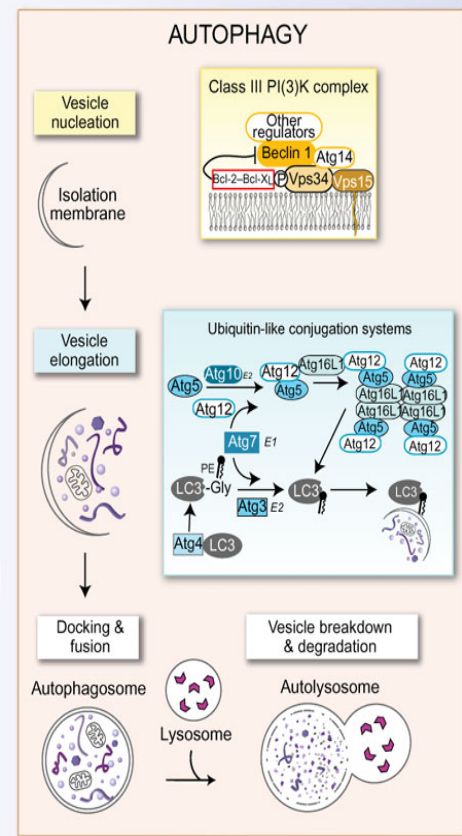 AUTOPHAGY
Vesicle
nucleation
Isolation
membrane
Class III PI(3)K complex
Other
regulators
Beclin 1
Atg14
Bcl-2–Bcl-XL
P
Vps34
Vps15
Vesicle
elongation
Ubiquitin-like conjugation systems
Atg5
Atg10 E2
Atg12
Atg12
Atg5
Atg16L1
Atg12
Atg5
Atg16L1
Atg16L1
Atg5
Atg12
Atg12
Atg5
Atg16L1
Atg16L1
Atg5
Atg12
Atg7 E1
PE
LC3-Gly
Atg3 E2
LC3
LC3
Atg4 LC3
Docking &
fusion
Vesicle breakdown
& degradation
Autophagosome
Lysosome
Autolysosome